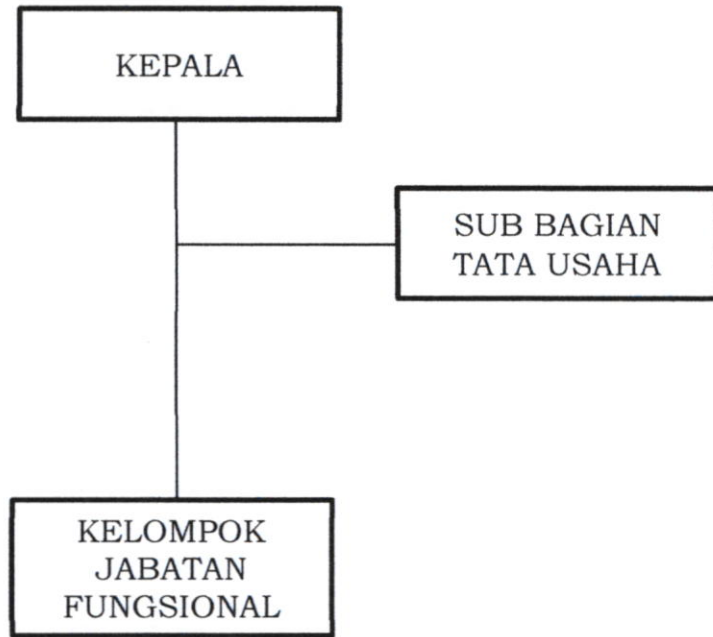 KEPALA
SUB BAGIAN
TATA USAHA
KELOMPOK
JABATAN
FUNGSIONAL